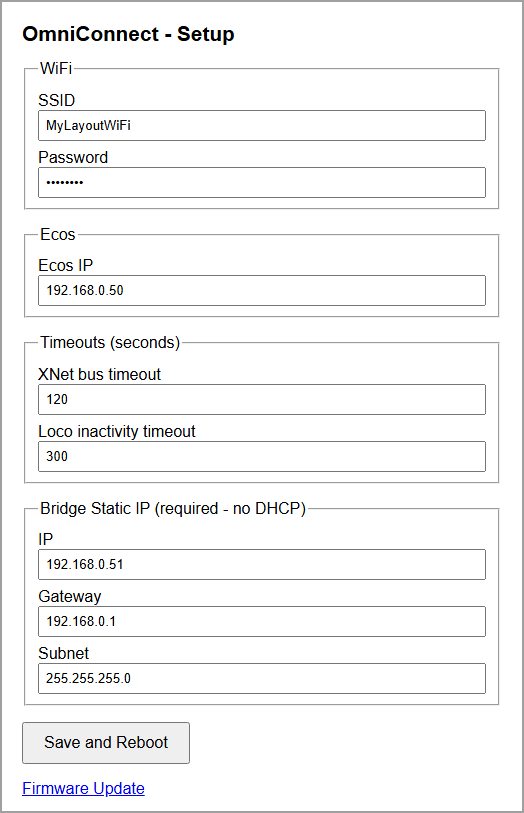 OmniConnect - Setup
WiFi
SSID
MyLayoutWiFi
Password
••••••••
Ecos
Ecos IP
192.168.0.50
Timeouts (seconds)
XNet bus timeout
120
Loco inactivity timeout
300
Bridge Static IP (required - no DHCP)
IP
192.168.0.51
Gateway
192.168.0.1
Subnet
255.255.255.0
Save and Reboot
Firmware Update